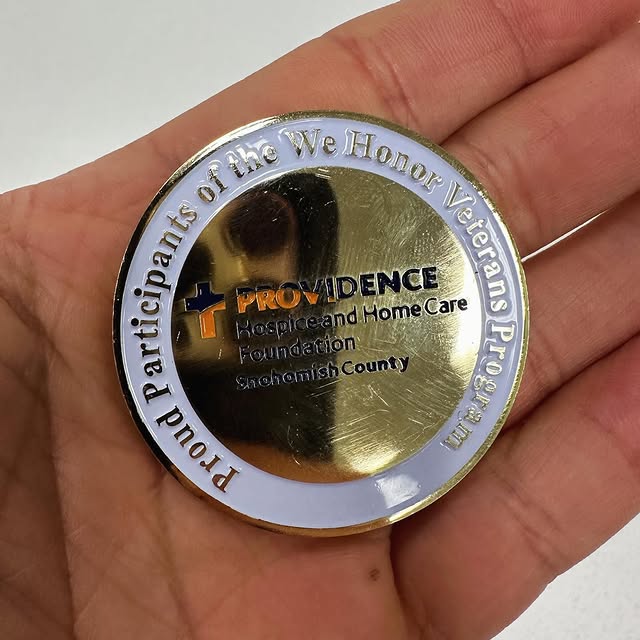 Proud Participants of the We Honor Veterans Program
PROVIDENCE
Hospice and Home Care
Foundation
Snohomish County